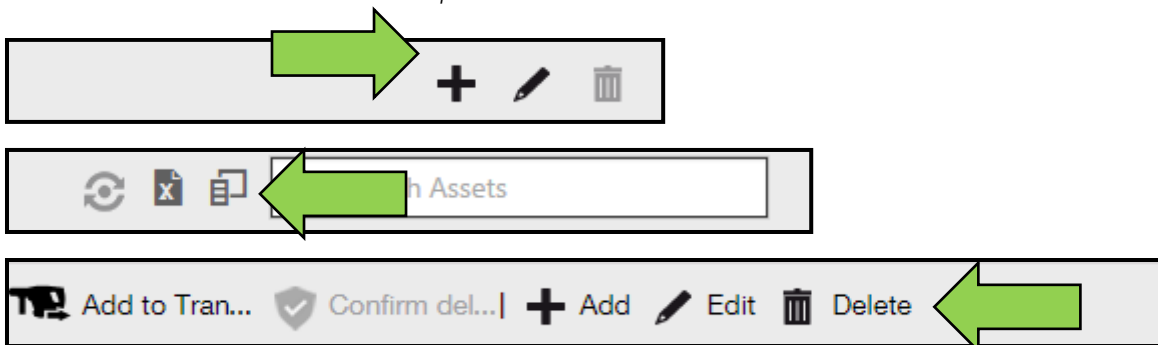 h Assets
Add to Tran... Confirm del...| Add Edit Delete